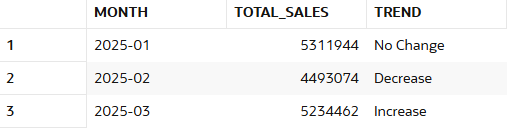 MONTH TOTAL_SALES TREND
1 2025-01 5311944 No Change
2 2025-02 4493074 Decrease
3 2025-03 5234462 Increase